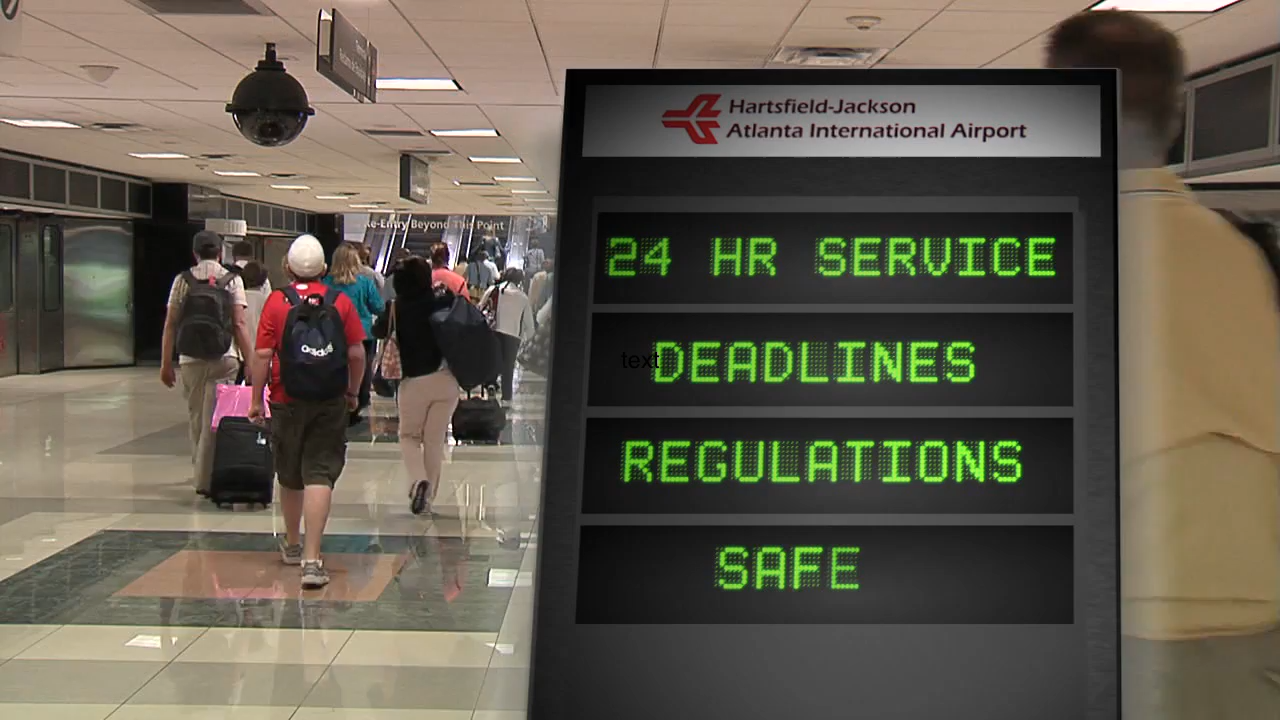 Re-Entry Beyond This Point
Hartsfield-Jackson
Atlanta International Airport
24 HR SERVICE
text
DEADLINES
REGULATIONS
SAFE
adidas